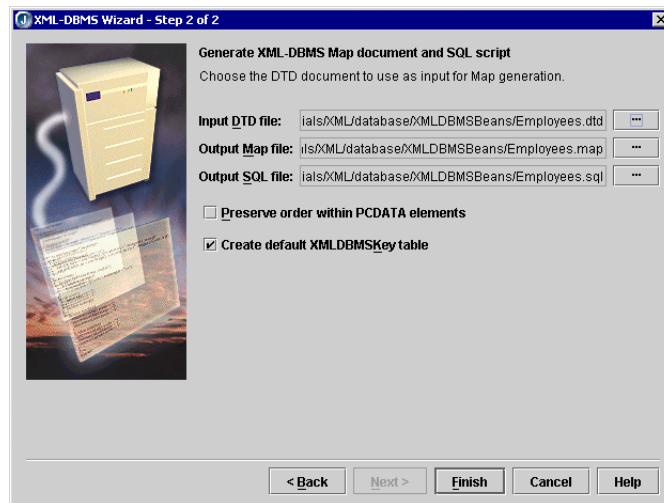 XML-DBMS Wizard - Step 2 of 2
Generate XML-DBMS Map document and SQL script
Choose the DTD document to use as input for Map generation.
Input DTD file: ials/XML/database/XMLDBMSBeans/Employees.dtd ...
Output Map file: ils/XML/database/XMLDBMSBeans/Employees.map ...
Output SQL file: ials/XML/database/XMLDBMSBeans/Employees.sql ...
Preserve order within PCDATA elements
Create default XMLDBMSKey table
< Back Next > Finish Cancel Help